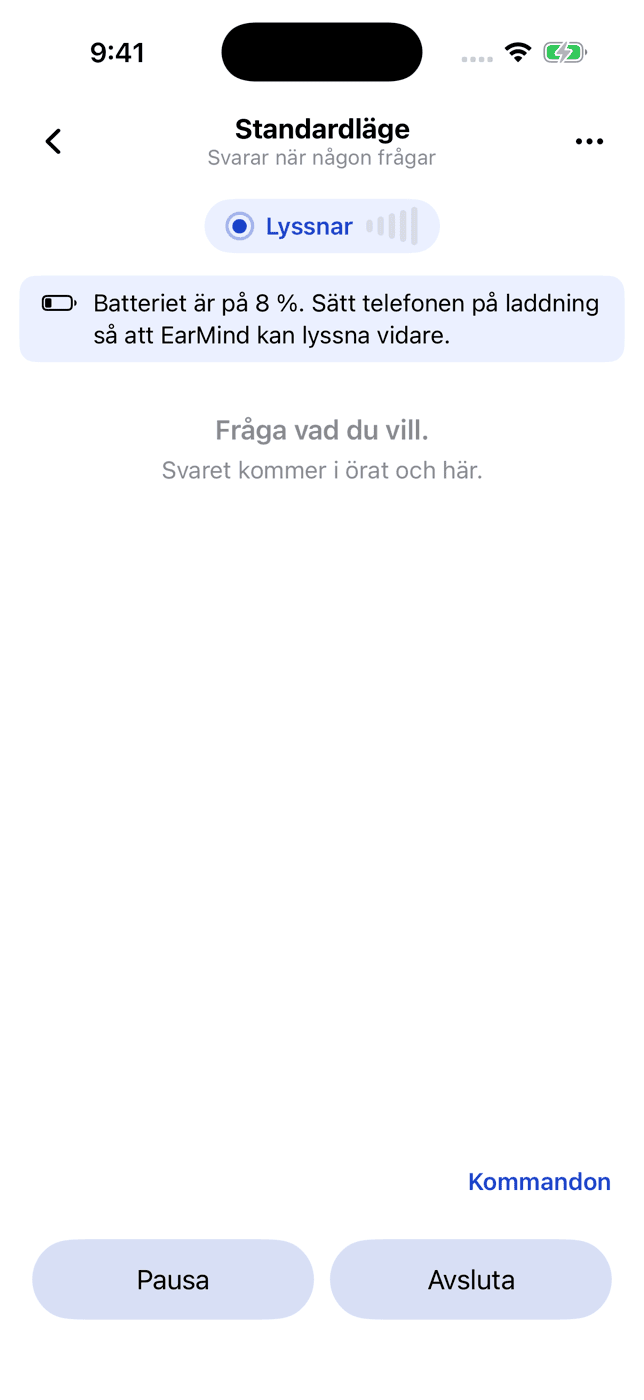 9:41
Standardläge
Svarar när någon frågar
Lyssnar
Batteriet är på 8 %. Sätt telefonen på laddning
så att EarMind kan lyssna vidare.
Fråga vad du vill.
Svaret kommer i örat och här.
Kommandon
Pausa
Avsluta